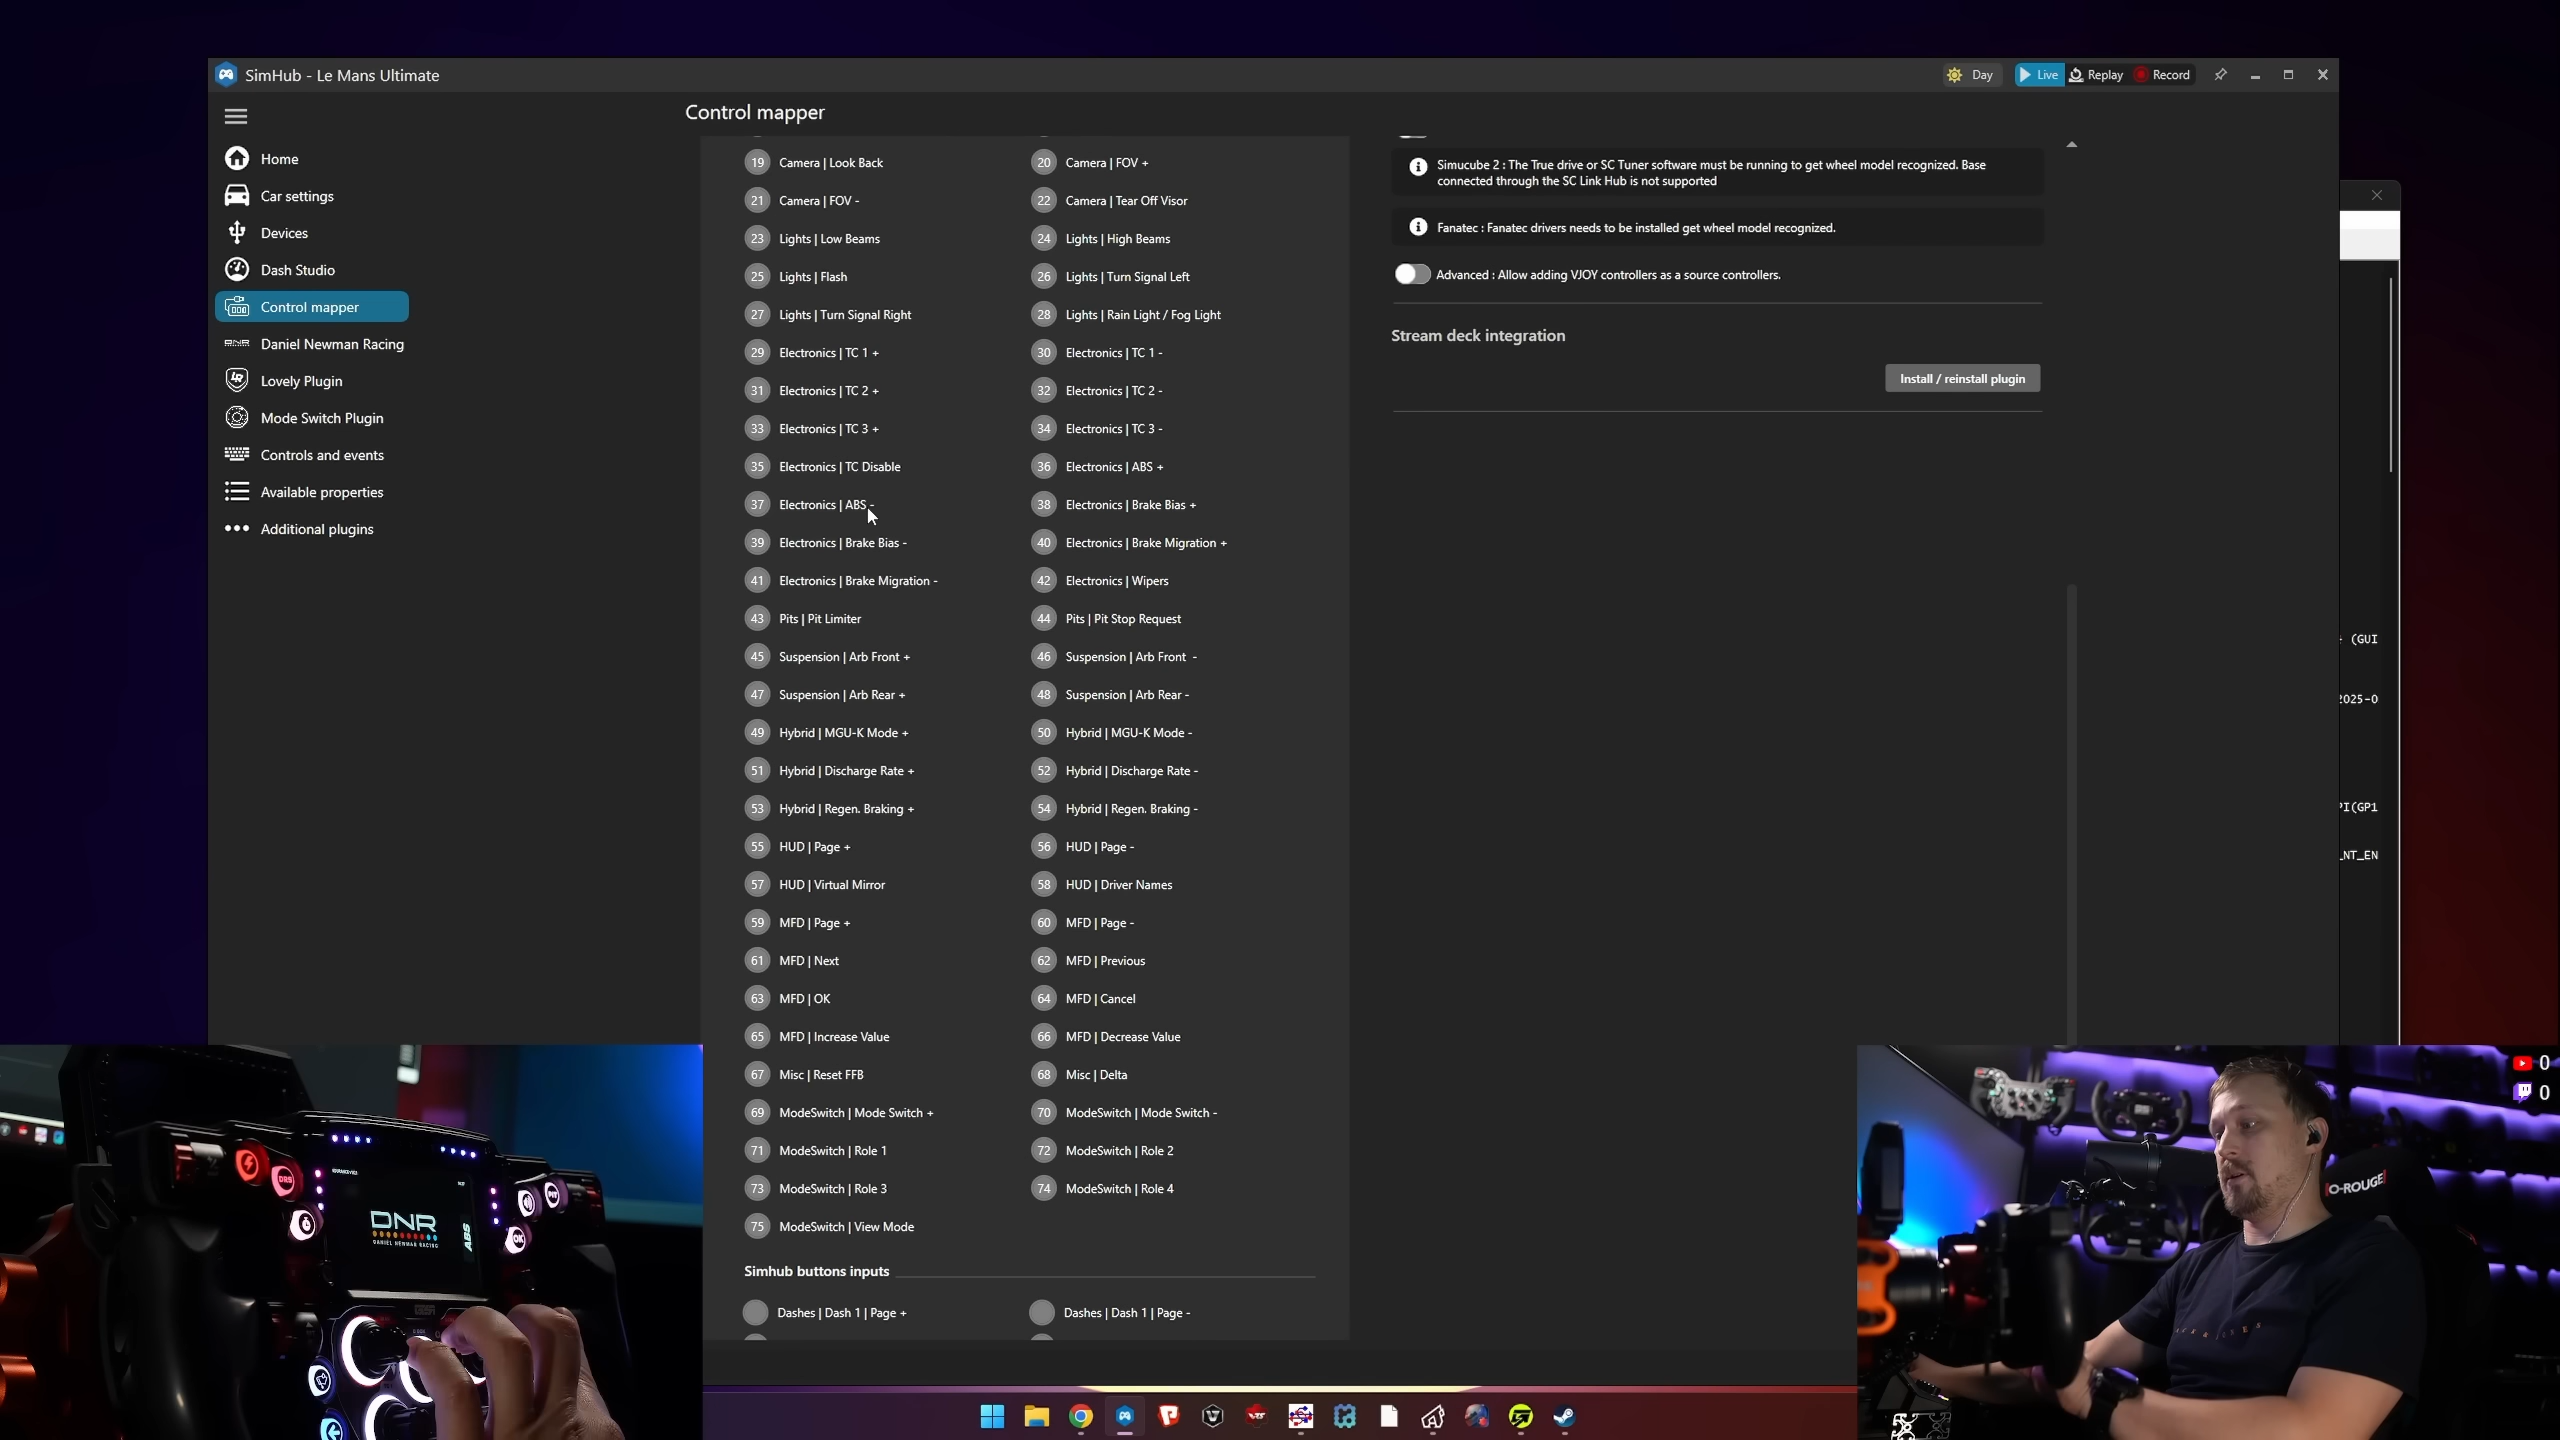 SimHub - Le Mans Ultimate
Day
Live
Replay
Record
Control mapper
Home
Car settings
Devices
Dash Studio
Control mapper
Daniel Newman Racing
Lovely Plugin
Mode Switch Plugin
Controls and events
Available properties
Additional plugins
19 Camera | Look Back
20 Camera | FOV +
21 Camera | FOV -
22 Camera | Tear Off Visor
23 Lights | Low Beams
24 Lights | High Beams
25 Lights | Flash
26 Lights | Turn Signal Left
27 Lights | Turn Signal Right
28 Lights | Rain Light / Fog Light
29 Electronics | TC 1 +
30 Electronics | TC 1 -
31 Electronics | TC 2 +
32 Electronics | TC 2 -
33 Electronics | TC 3 +
34 Electronics | TC 3 -
35 Electronics | TC Disable
36 Electronics | ABS +
37 Electronics | ABS -
38 Electronics | Brake Bias +
39 Electronics | Brake Bias -
40 Electronics | Brake Migration +
41 Electronics | Brake Migration -
42 Electronics | Wipers
43 Pits | Pit Limiter
44 Pits | Pit Stop Request
45 Suspension | Arb Front +
46 Suspension | Arb Front -
47 Suspension | Arb Rear +
48 Suspension | Arb Rear -
49 Hybrid | MGU-K Mode +
50 Hybrid | MGU-K Mode -
51 Hybrid | Discharge Rate +
52 Hybrid | Discharge Rate -
53 Hybrid | Regen. Braking +
54 Hybrid | Regen. Braking -
55 HUD | Page +
56 HUD | Page -
57 HUD | Virtual Mirror
58 HUD | Driver Names
59 MFD | Page +
60 MFD | Page -
61 MFD | Next
62 MFD | Previous
63 MFD | OK
64 MFD | Cancel
65 MFD | Increase Value
66 MFD | Decrease Value
67 Misc | Reset FFB
68 Misc | Delta
69 ModeSwitch | Mode Switch +
70 ModeSwitch | Mode Switch -
71 ModeSwitch | Role 1
72 ModeSwitch | Role 2
73 ModeSwitch | Role 3
74 ModeSwitch | Role 4
75 ModeSwitch | View Mode
Simhub buttons inputs
Dashes | Dash 1 | Page +
Dashes | Dash 1 | Page -
Simucube 2 : The True drive or SC Tuner software must be running to get wheel model recognized. Base
connected through the SC Link Hub is not supported
Fanatec : Fanatec drivers needs to be installed get wheel model recognized.
Advanced : Allow adding VJOY controllers as a source controllers.
Stream deck integration
Install / reinstall plugin
(GUI
2025-0
PI(GP1
_NT_EN
DRS
PIT
OK
DNR
DANIEL NEWMAN RACING
ABS
0
0
O-ROUGE